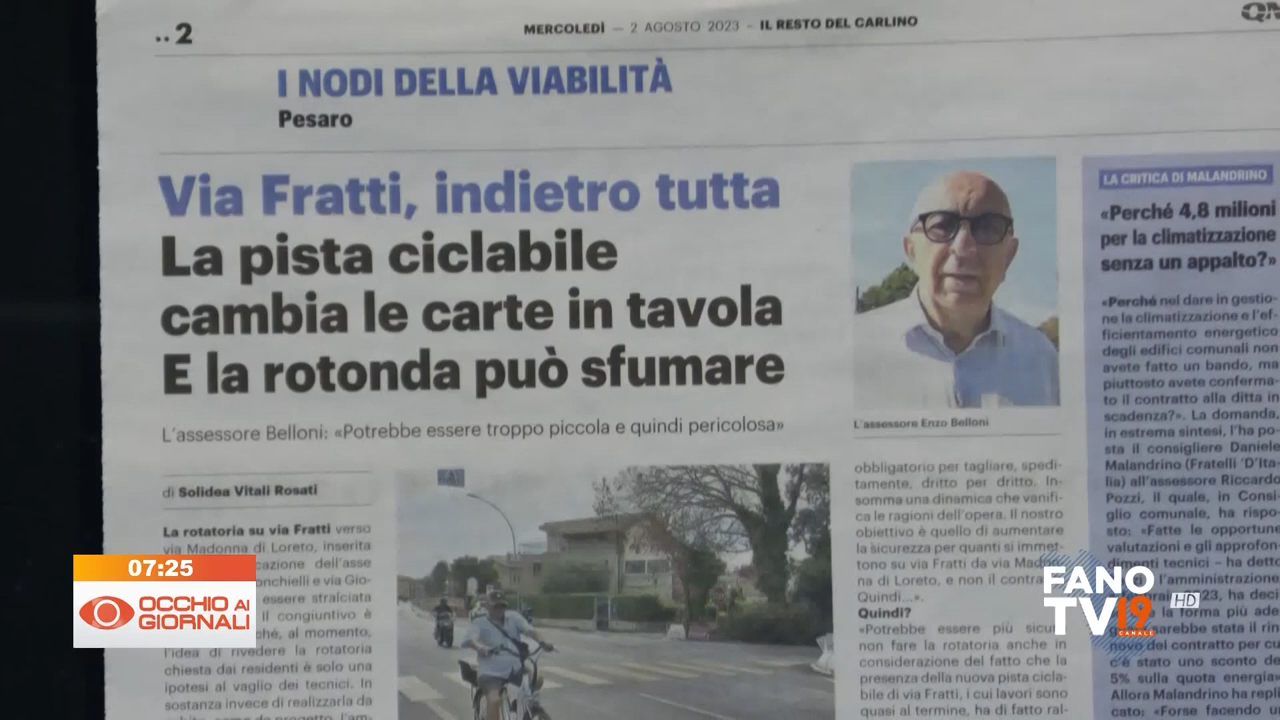 ..2
MERCOLEDÌ — 2 AGOSTO 2023 – IL RESTO DEL CARLINO
I NODI DELLA VIABILITÀ
Pesaro
Via Fratti, indietro tutta
La pista ciclabile
cambia le carte in tavola
E la rotonda può sfumare
L'assessore Belloni: «Potrebbe essere troppo piccola e quindi pericolosa»
di Solidea Vitali Rosati
La rotatoria su via Fratti verso
via Madonna di Loreto, inserita
cazione dell'asse
onchielli e via Gio-
essere stralciata
il congiuntivo è
ché, al momento,
l'idea di rivedere la rotatoria
chiesta dai residenti è solo una
ipotesi al vaglio dei tecnici. In
sostanza invece di realizzarla da
L'assessore Enzo Belloni
obbligatorio per tagliare, spedi-
tamente, dritto per dritto. In-
somma una dinamica che vanifi-
ca le ragioni dell'opera. Il nostro
obiettivo è quello di aumentare
la sicurezza per quanti si immet-
tono su via Fratti da via Mado
na di Loreto, e non il contra
Quindi...».
Quindi?
«Potrebbe essere più sicu
non fare la rotatoria anche in
considerazione del fatto che la
presenza della nuova pista cicla-
bile di via Fratti, i cui lavori sono
quasi al termine, ha di fatto ral-
LA CRITICA DI MALANDRINO
«Perché 4,8 milioni
per la climatizzazione
senza un appalto?»
«Perché nel dare in gestio-
ne la climatizzazione e l'ef-
ficientamento energetico
degli edifici comunali non
avete fatto un bando, ma
piuttosto avete conferma-
to il contratto alla ditta in
scadenza?». La domanda,
in estrema sintesi, l'ha po-
sta il consigliere Daniele
Malandrino (Fratelli 'D'Ita-
lia) all'assessore Riccardo
Pozzi, il quale, in Consi-
glio comunale, ha rispo-
sto: «Fatte le opportune
valutazioni e gli approfon-
dimenti tecnici – ha detto
l'amministrazione
23, ha deci
la forma più ade
sarebbe stata il rin
novo del contratto per cu
c'è stato uno sconto de
5% sulla quota energia»
Allora Malandrino ha repl
cato: «Forse facendo u
07:25
OCCHIO AI
GIORNALI
FANO
TV19 HD
CANALE